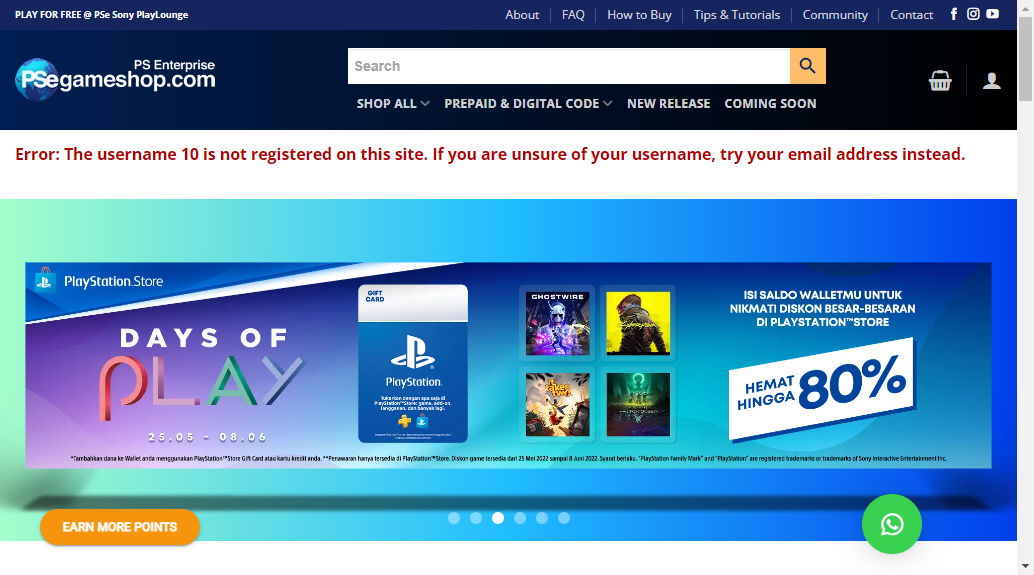 PLAY FOR FREE @ PSe Sony PlayLounge
About
FAQ
How to Buy
Tips & Tutorials
Community
Contact
PS Enterprise
PSegameshop.com
Search
SHOP ALL
PREPAID & DIGITAL CODE
NEW RELEASE
COMING SOON
Error: The username 10 is not registered on this site. If you are unsure of your username, try your email address instead.
PlayStation.Store
DAYS OF
PLAY
25.05 - 08.06
GIFT
CARD
PlayStation.
Tukarkan dengan apa saja di
PlayStation™Store: game, add-on,
langganan, dan banyak lagi.
GHOSTWIRE
It Takes Two
ISI SALDO WALLETMU UNTUK
NIKMATI DISKON BESAR-BESARAN
DI PLAYSTATION™STORE
HEMAT
HINGGA
80%
*Tambahkan dana ke Wallet anda menggunakan PlayStation™Store Gift Card atau kartu kredit anda. **Penawaran hanya tersedia di PlayStation™Store. Diskon game tersedia dari 25 Mei 2022 sampai 8 Juni 2022. Syarat berlaku. "PlayStation Family Mark" and "PlayStation" are registered trademarks or trademarks of Sony Interactive Entertainment Inc.
EARN MORE POINTS